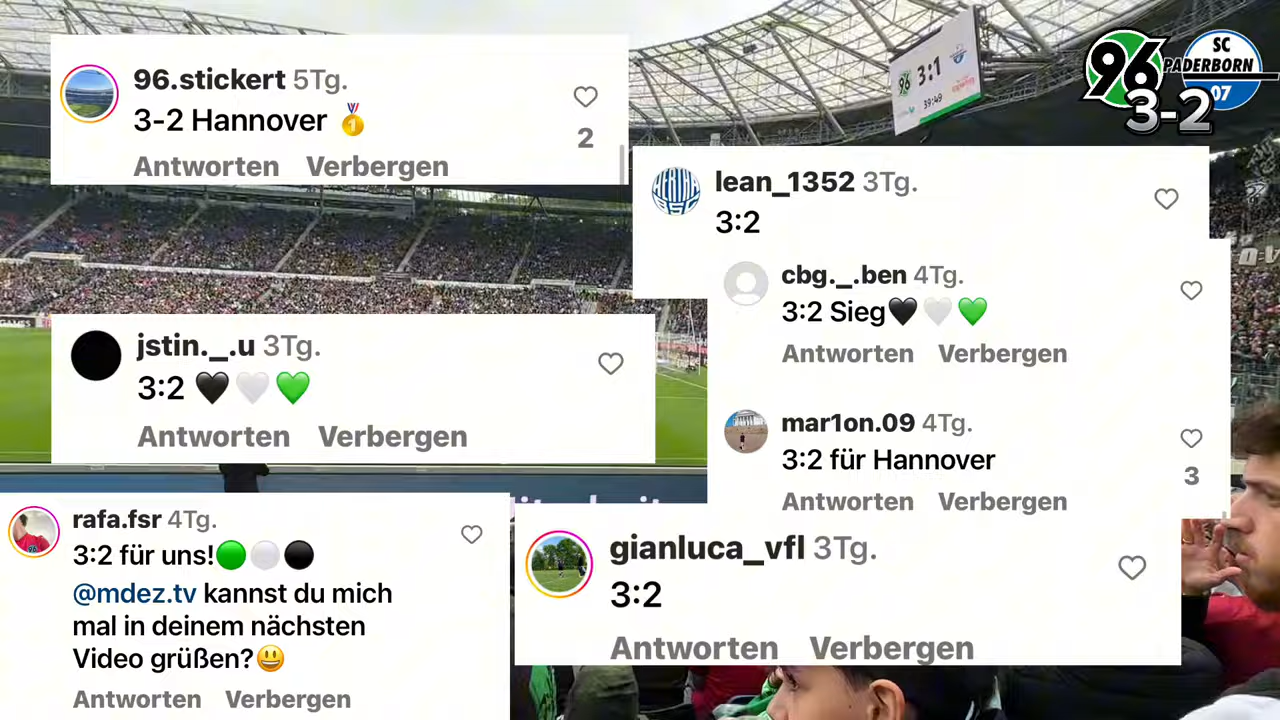 96.stickert 5Tg.
3-2 Hannover 🥇
2
Antworten Verbergen
96
3:1
39:49
96
SC
PADERBORN
07
3-2
lean_1352 3Tg.
3:2
cbg._.ben 4Tg.
3:2 Sieg🖤🤍💚
Antworten Verbergen
jstin._.u 3Tg.
3:2 🖤🤍💚
Antworten Verbergen
mar1on.09 4Tg.
3:2 für Hannover
3
Antworten Verbergen
rafa.fsr 4Tg.
3:2 für uns!🟢⚪⚫
@mdez.tv kannst du mich
mal in deinem nächsten
Video grüßen?😃
Antworten Verbergen
gianluca_vfl 3Tg.
3:2
Antworten Verbergen